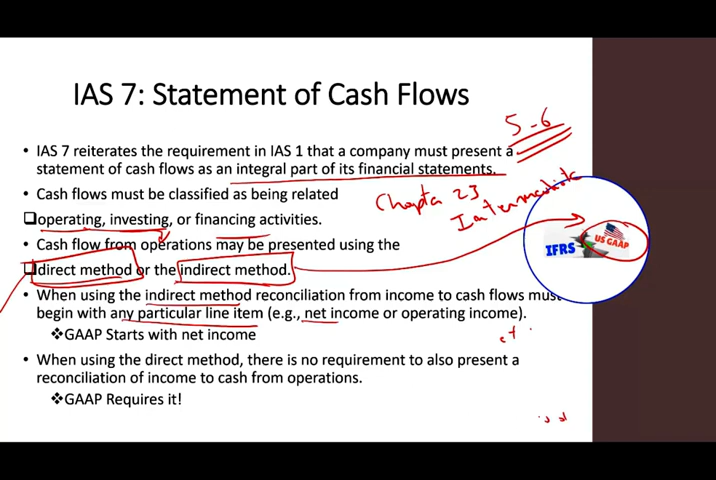 IAS 7: Statement of Cash Flows
5-6
• IAS 7 reiterates the requirement in IAS 1 that a company must present a
statement of cash flows as an integral part of its financial statements.
• Cash flows must be classified as being related
Chapter 23
Intermediate
❑operating, investing, or financing activities.
• Cash flow from operations may be presented using the
❑direct method or the indirect method.
IFRS
US GAAP
• When using the indirect method reconciliation from income to cash flows must
begin with any particular line item (e.g., net income or operating income).
❖GAAP Starts with net income
• When using the direct method, there is no requirement to also present a
reconciliation of income to cash from operations.
❖GAAP Requires it!